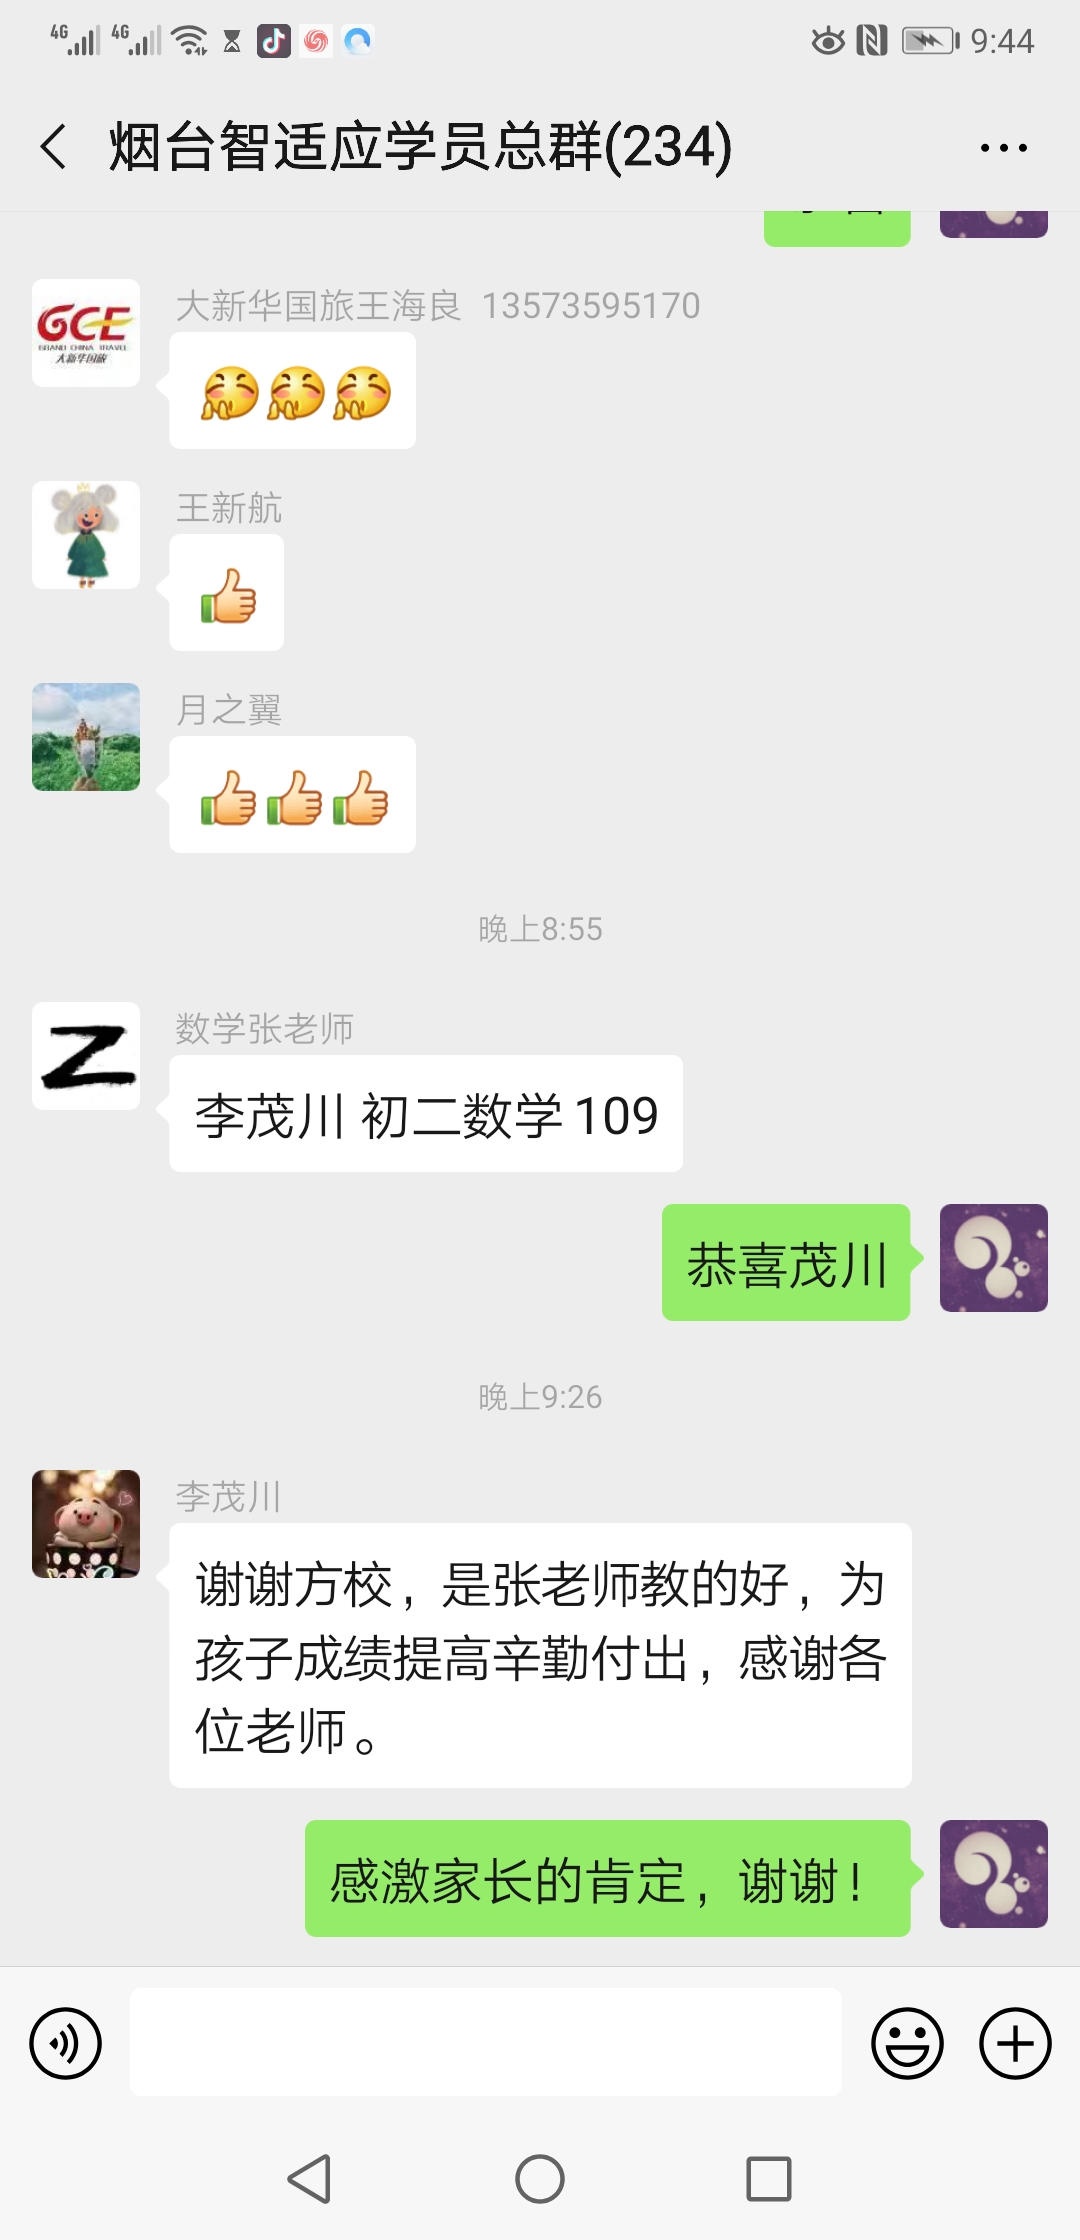 4G 4G 9:44
烟台智适应学员总群(234)
GCE
GRAND CHINA TRAVEL
大新华国旅
大新华国旅王海良 13573595170
王新航
月之翼
晚上8:55
Z
数学张老师
李茂川 初二数学 109
恭喜茂川
晚上9:26
李茂川
谢谢方校，是张老师教的好，为
孩子成绩提高辛勤付出，感谢各
位老师。
感激家长的肯定，谢谢！